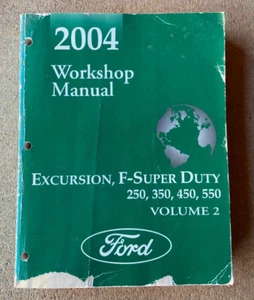 2004
Workshop
Manual
EXCURSION, F-SUPER DUTY
250, 350, 450, 550
VOLUME 2
Ford